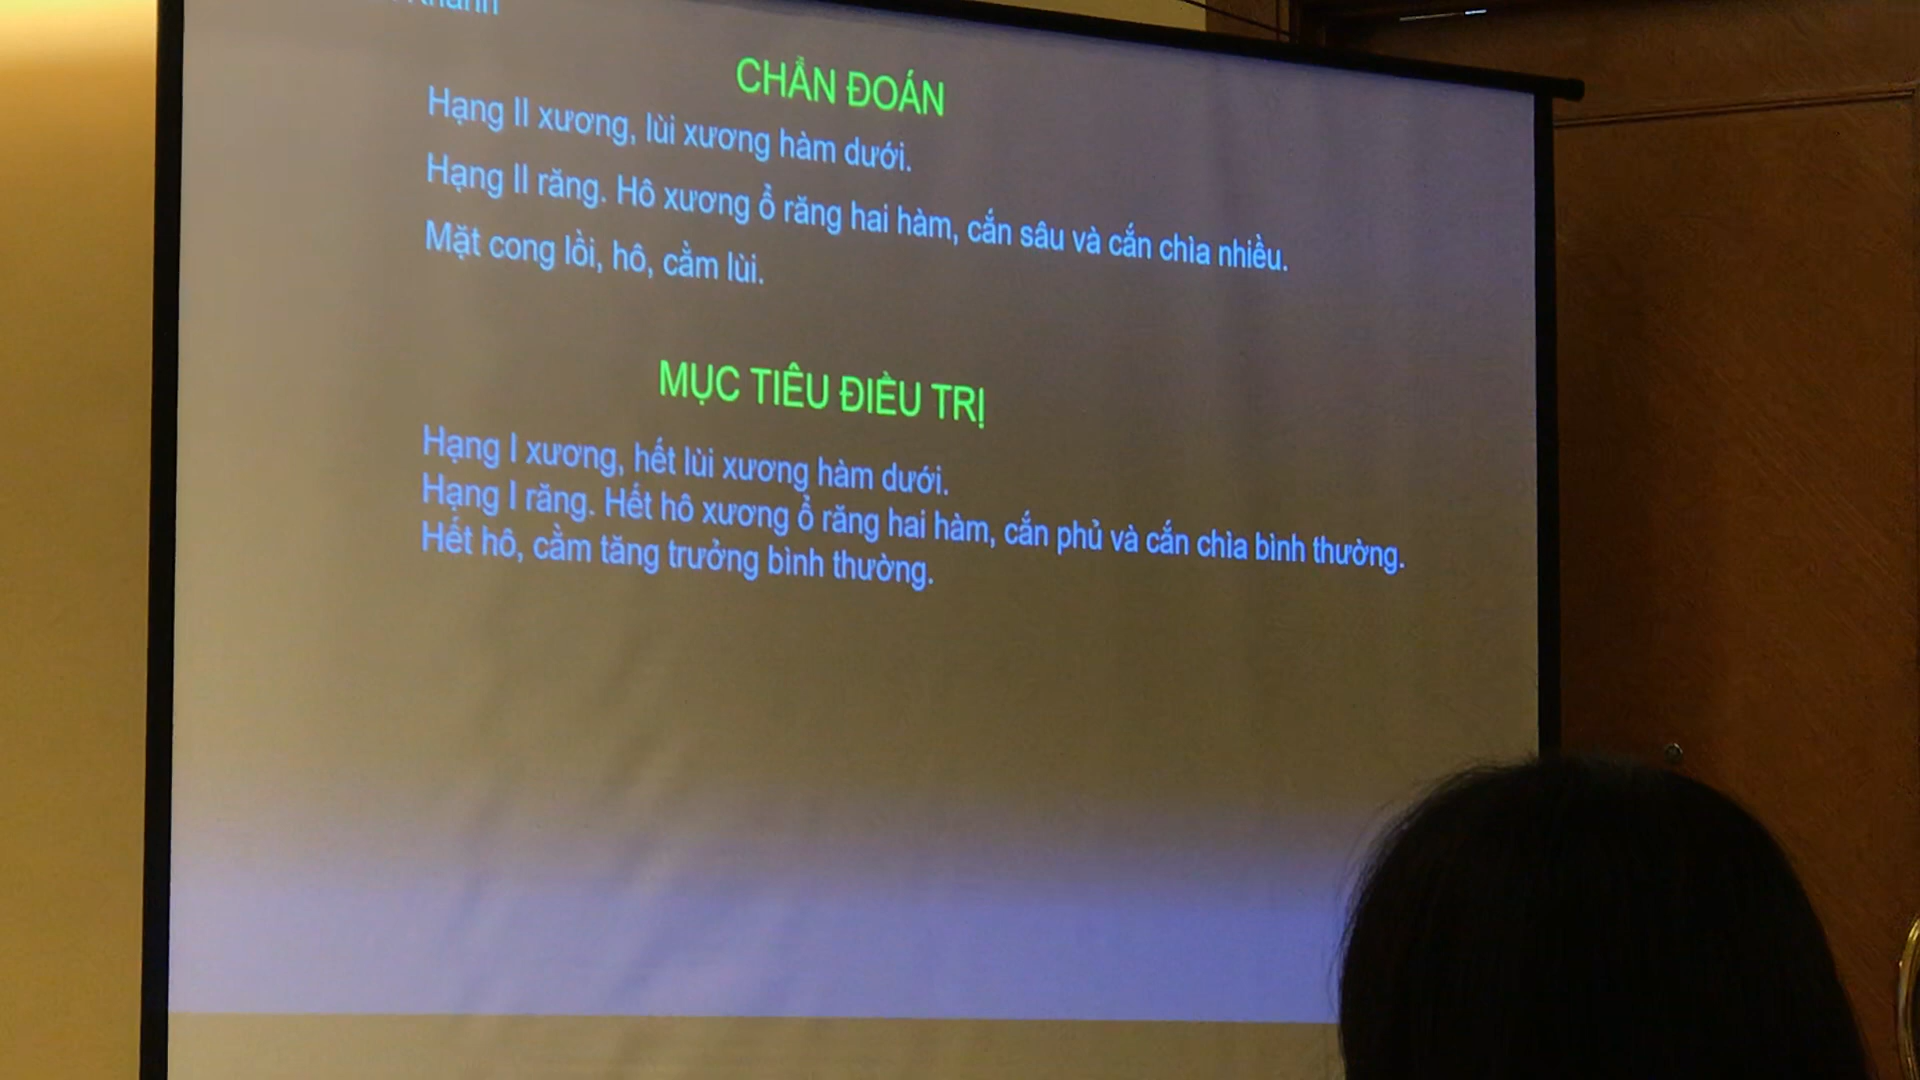 Khanh
CHẨN ĐOÁN
Hạng II xương, lùi xương hàm dưới.
Hạng II răng. Hô xương ổ răng hai hàm, cắn sâu và cắn chìa nhiều.
Mặt cong lồi, hô, cằm lùi.
MỤC TIÊU ĐIỀU TRỊ
Hạng I xương, hết lùi xương hàm dưới.
Hạng I răng. Hết hô xương ổ răng hai hàm, cắn phủ và cắn chìa bình thường.
Hết hô, cằm tăng trưởng bình thường.